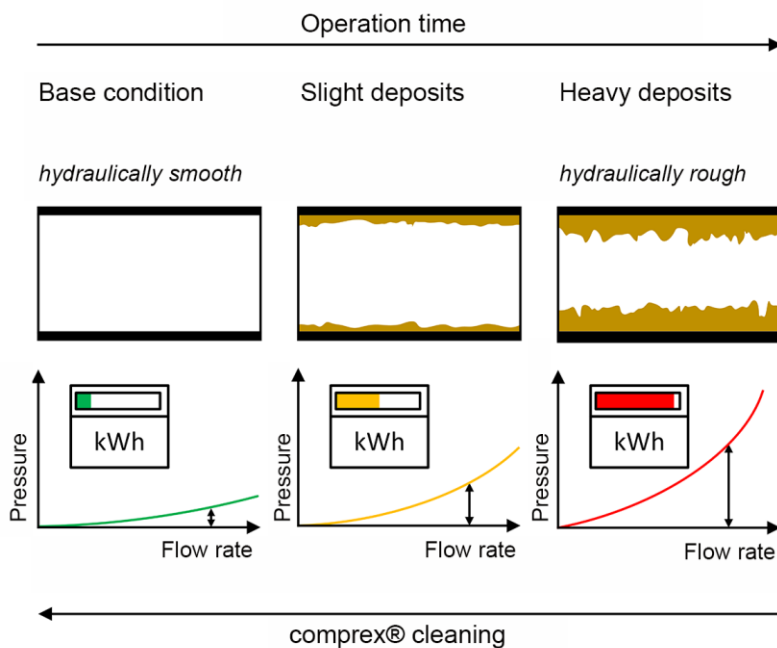 Operation time
Base condition
Slight deposits
Heavy deposits
hydraulically smooth
hydraulically rough
Pressure
kWh
Flow rate
Pressure
kWh
Flow rate
Pressure
kWh
Flow rate
comprex® cleaning